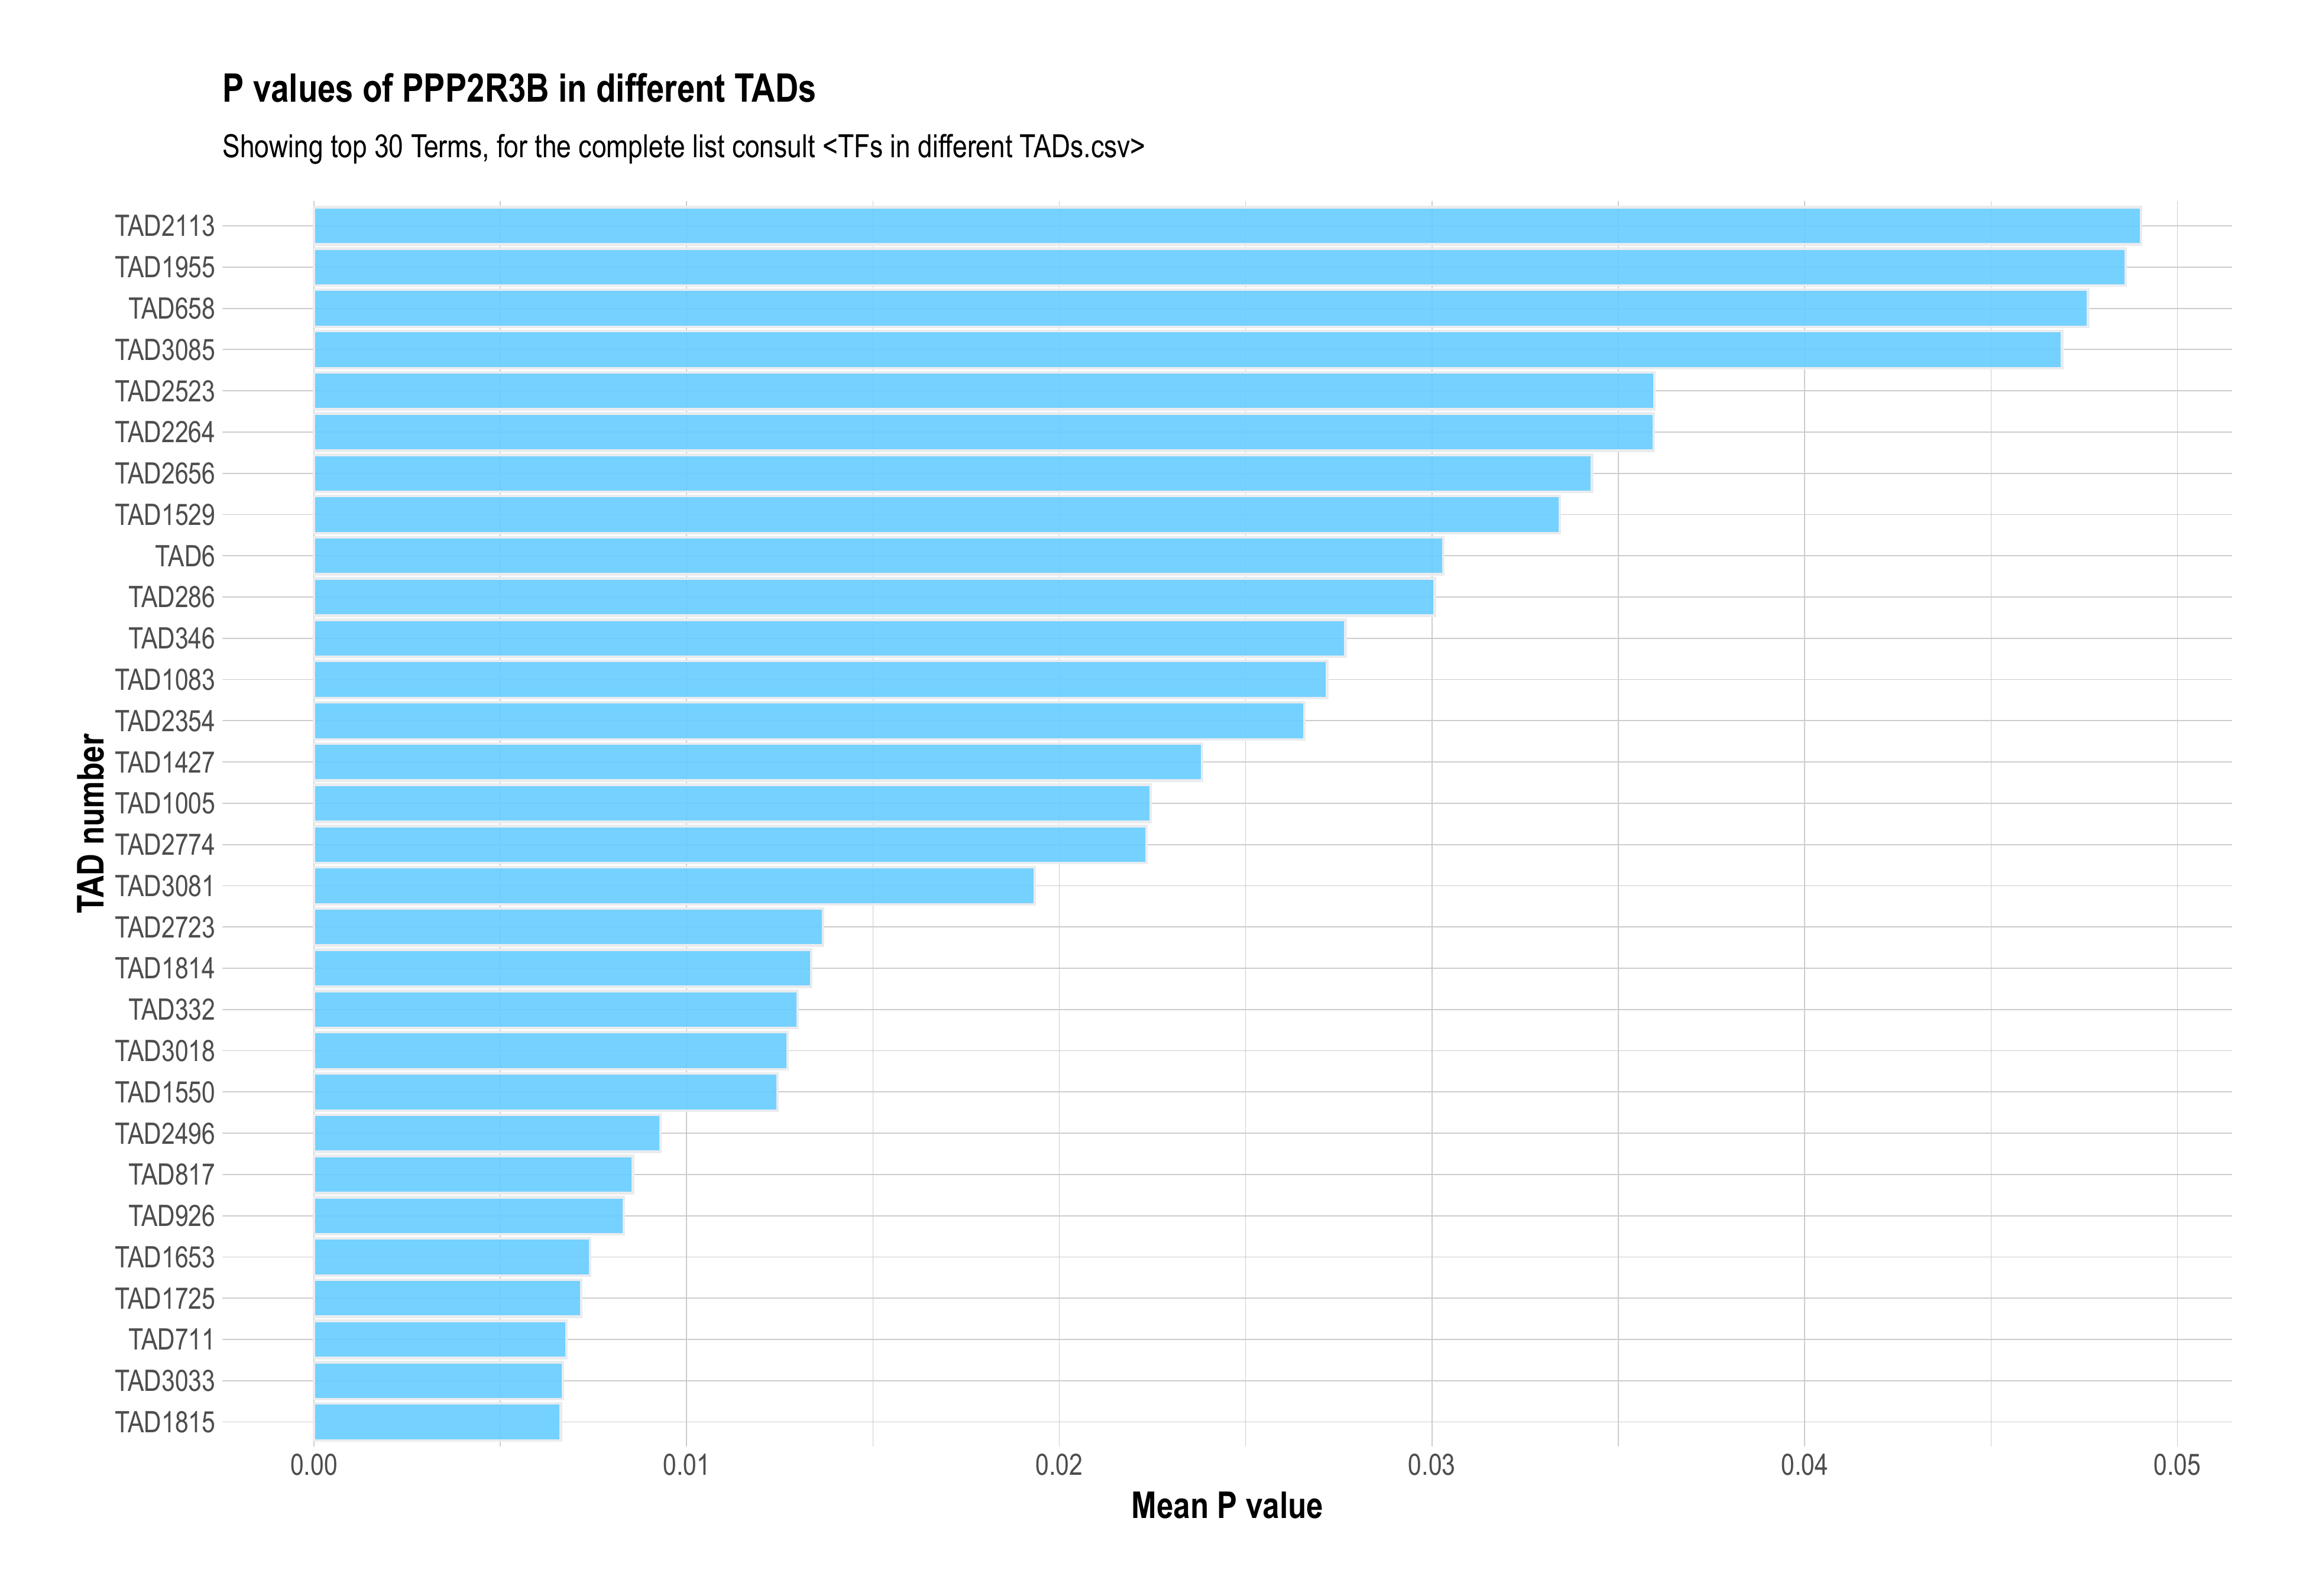 P values of PPP2R3B in different TADs
Showing top 30 Terms, for the complete list consult <TFs in different TADs.csv>
TAD number
TAD2113
TAD1955
TAD658
TAD3085
TAD2523
TAD2264
TAD2656
TAD1529
TAD6
TAD286
TAD346
TAD1083
TAD2354
TAD1427
TAD1005
TAD2774
TAD3081
TAD2723
TAD1814
TAD332
TAD3018
TAD1550
TAD2496
TAD817
TAD926
TAD1653
TAD1725
TAD711
TAD3033
TAD1815
0.00 0.01 0.02 0.03 0.04 0.05
Mean P value